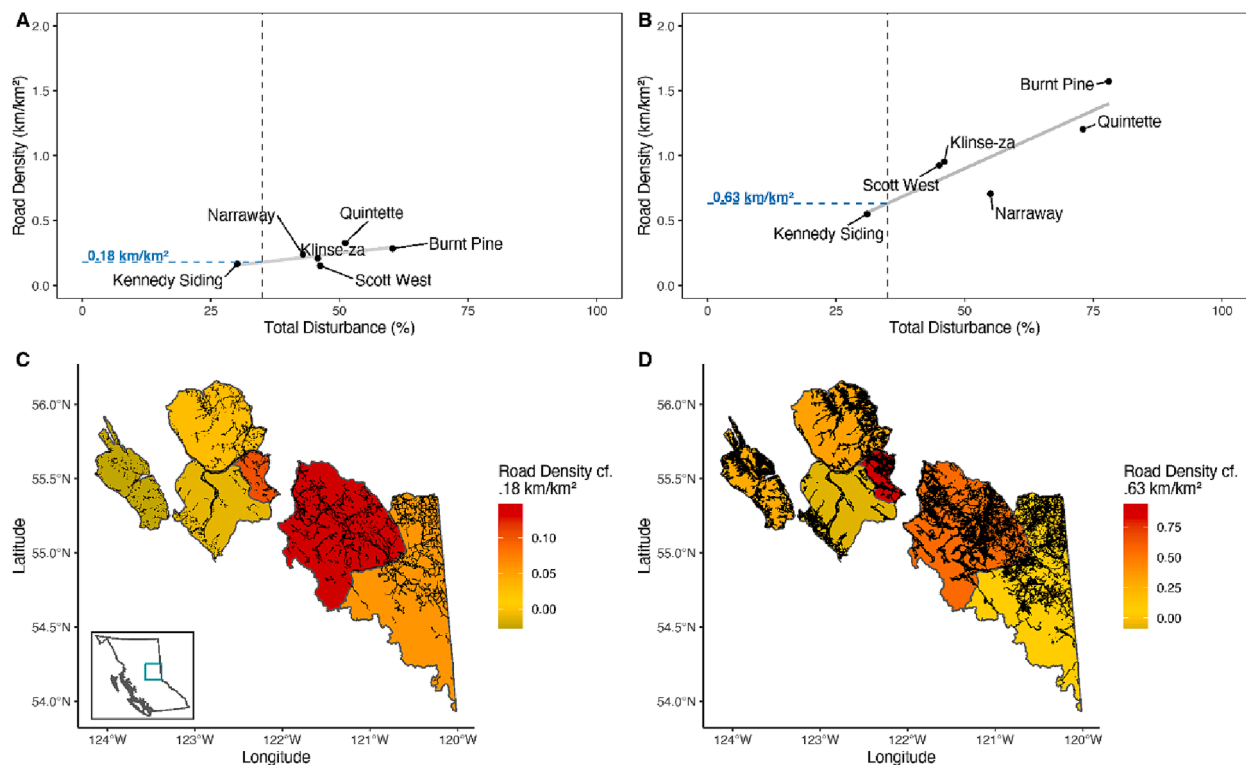 A
2.0
1.5
1.0
0.5
0.0
Road Density (km/km²)
Narraway
Quintette
Klinse-za
Burnt Pine
0.18 km/km²
Kennedy Siding
Scott West
0
25
50
75
100
Total Disturbance (%)
B
2.0
1.5
1.0
0.5
0.0
Road Density (km/km²)
Burnt Pine
Quintette
Klinse-za
Scott West
0.63 km/km²
Narraway
Kennedy Siding
0
25
50
75
100
Total Disturbance (%)
C
56.0°N
55.5°N
55.0°N
54.5°N
54.0°N
Latitude
Road Density cf.
.18 km/km²
0.10
0.05
0.00
124°W
123°W
122°W
121°W
120°W
Longitude
D
56.0°N
55.5°N
55.0°N
54.5°N
54.0°N
Latitude
Road Density cf.
.63 km/km²
0.75
0.50
0.25
0.00
124°W
123°W
122°W
121°W
120°W
Longitude